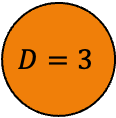 D = 3